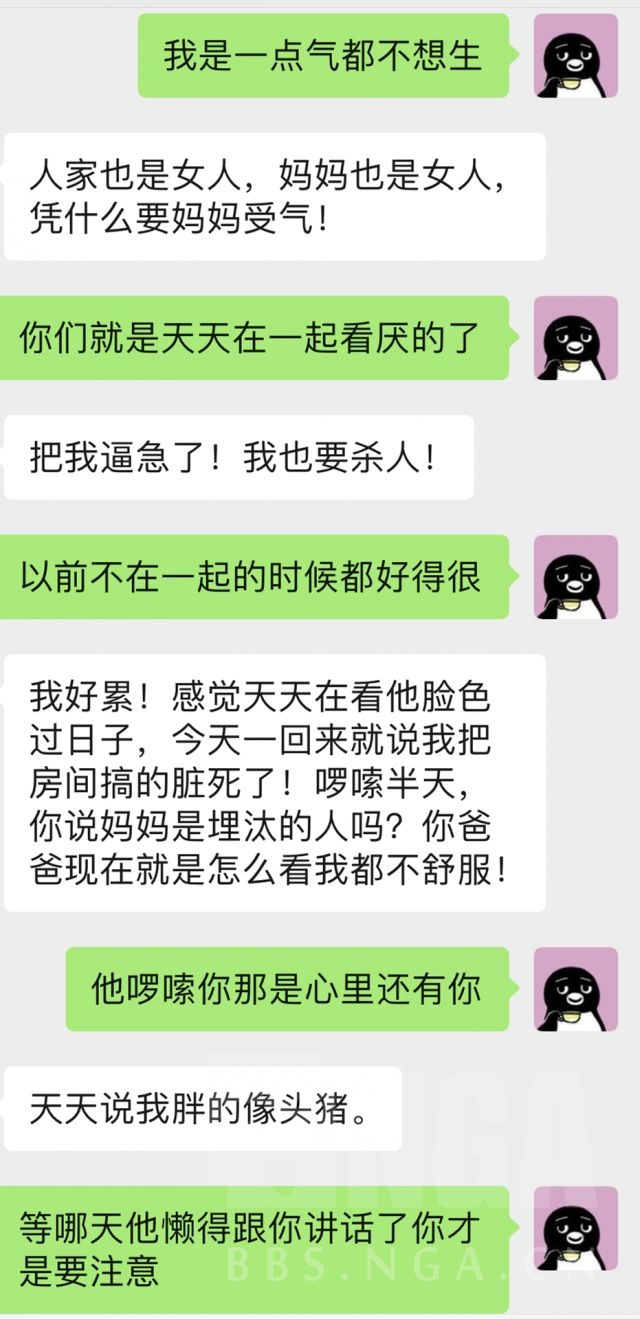 我是一点气都不想生
人家也是女人，妈妈也是女人，
凭什么要妈妈受气！
你们就是天天在一起看厌的了
把我逼急了！我也要杀人！
以前不在一起的时候都好得很
我好累！感觉天天在看他脸色
过日子，今天一回来就说我把
房间搞的脏死了！啰嗦半天，
你说妈妈是埋汰的人吗？你爸
爸现在就是怎么看我都不舒服！
他啰嗦你那是心里还有你
天天说我胖的像头猪。
NGA
等哪天他懒得跟你讲话了你才
是要注意
BBS.NGA.CN